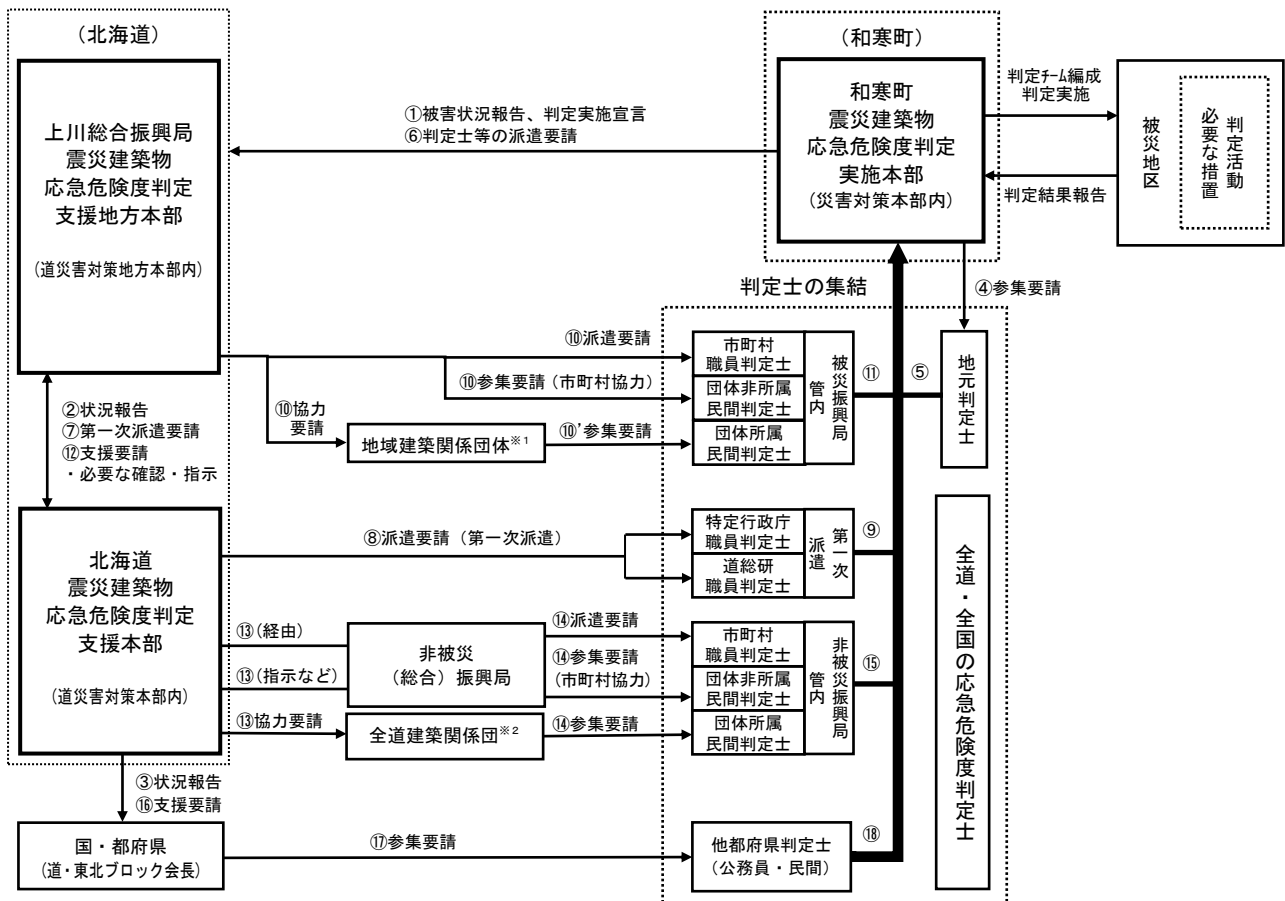 (北海道)
上川総合振興局
震災建築物
応急危険度判定
支援地方本部
(道災害対策地方本部内)
①被害状況報告、判定実施宣言
⑥判定士等の派遣要請
(和寒町)
和寒町
震災建築物
応急危険度判定
実施本部
(災害対策本部内)
判定ﾁｰﾑ編成
判定実施
判定結果報告
被災地区
判定活動
必要な措置
判定士の集結
④参集要請
⑩派遣要請
⑩参集要請(市町村協力)
⑩協力
要請
地域建築関係団体※1
⑩’参集要請
市町村
職員判定士
団体非所属
民間判定士
団体所属
民間判定士
被災振興局
管内
⑪
⑤
地元判定士
②状況報告
⑦第一次派遣要請
⑫支援要請
・必要な確認・指示
北海道
震災建築物
応急危険度判定
支援本部
(道災害対策本部内)
⑧派遣要請(第一次派遣)
特定行政庁
職員判定士
道総研
職員判定士
第一次
派遣
⑨
全道・全国の応急危険度判定士
⑬(経由)
⑬(指示など)
非被災
(総合)振興局
⑭派遣要請
⑭参集要請
(市町村協力)
⑬協力要請
全道建築関係団※2
⑭参集要請
市町村
職員判定士
団体非所属
民間判定士
団体所属
民間判定士
非被災振興局
管内
⑮
③状況報告
⑯支援要請
国・都府県
(道・東北ブロック会長)
⑰参集要請
他都府県判定士
(公務員・民間)
⑱